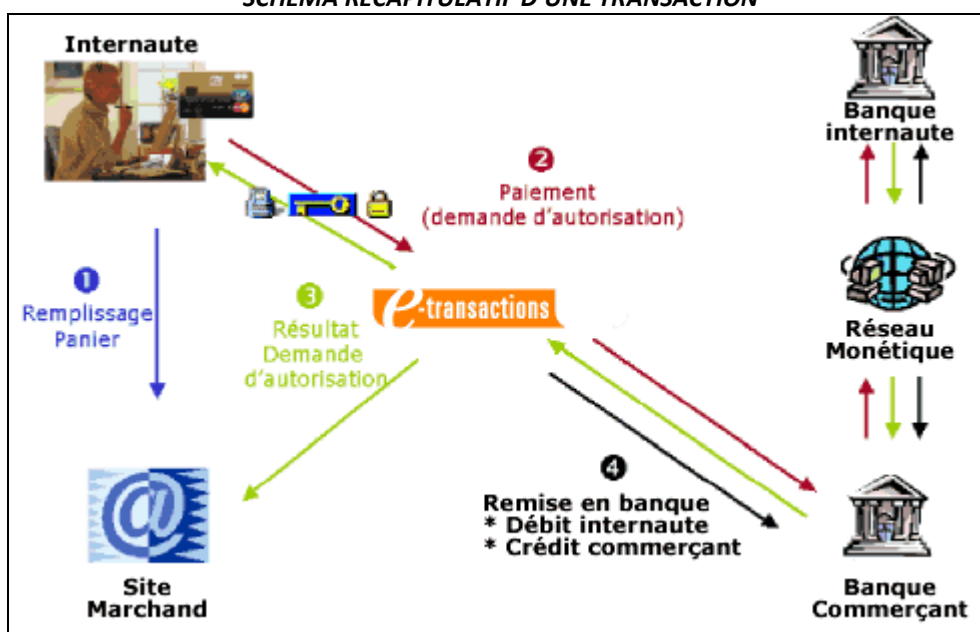 SCHEMA RECAPITULATIF D'UNE TRANSACTION
Internaute
Banque
internaute
2
Paiement
(demande d'autorisation)
1
Remplissage
Panier
3
Résultat
Demande
d'autorisation
e-transactions
Réseau
Monétique
4
Remise en banque
* Débit internaute
* Crédit commerçant
@
Site
Marchand
Banque
Commerçant